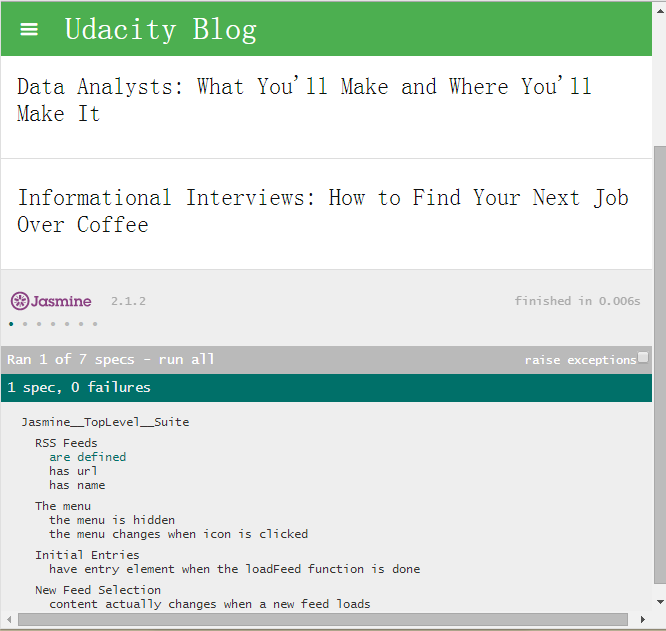 Udacity Blog
Data Analysts: What You'll Make and Where You'll
Make It
Informational Interviews: How to Find Your Next Job
Over Coffee
Jasmine 2.1.2 finished in 0.006s
Ran 1 of 7 specs - run all raise exceptions
1 spec, 0 failures
Jasmine__TopLevel__Suite
RSS Feeds
are defined
has url
has name
The menu
the menu is hidden
the menu changes when icon is clicked
Initial Entries
have entry element when the loadFeed function is done
New Feed Selection
content actually changes when a new feed loads